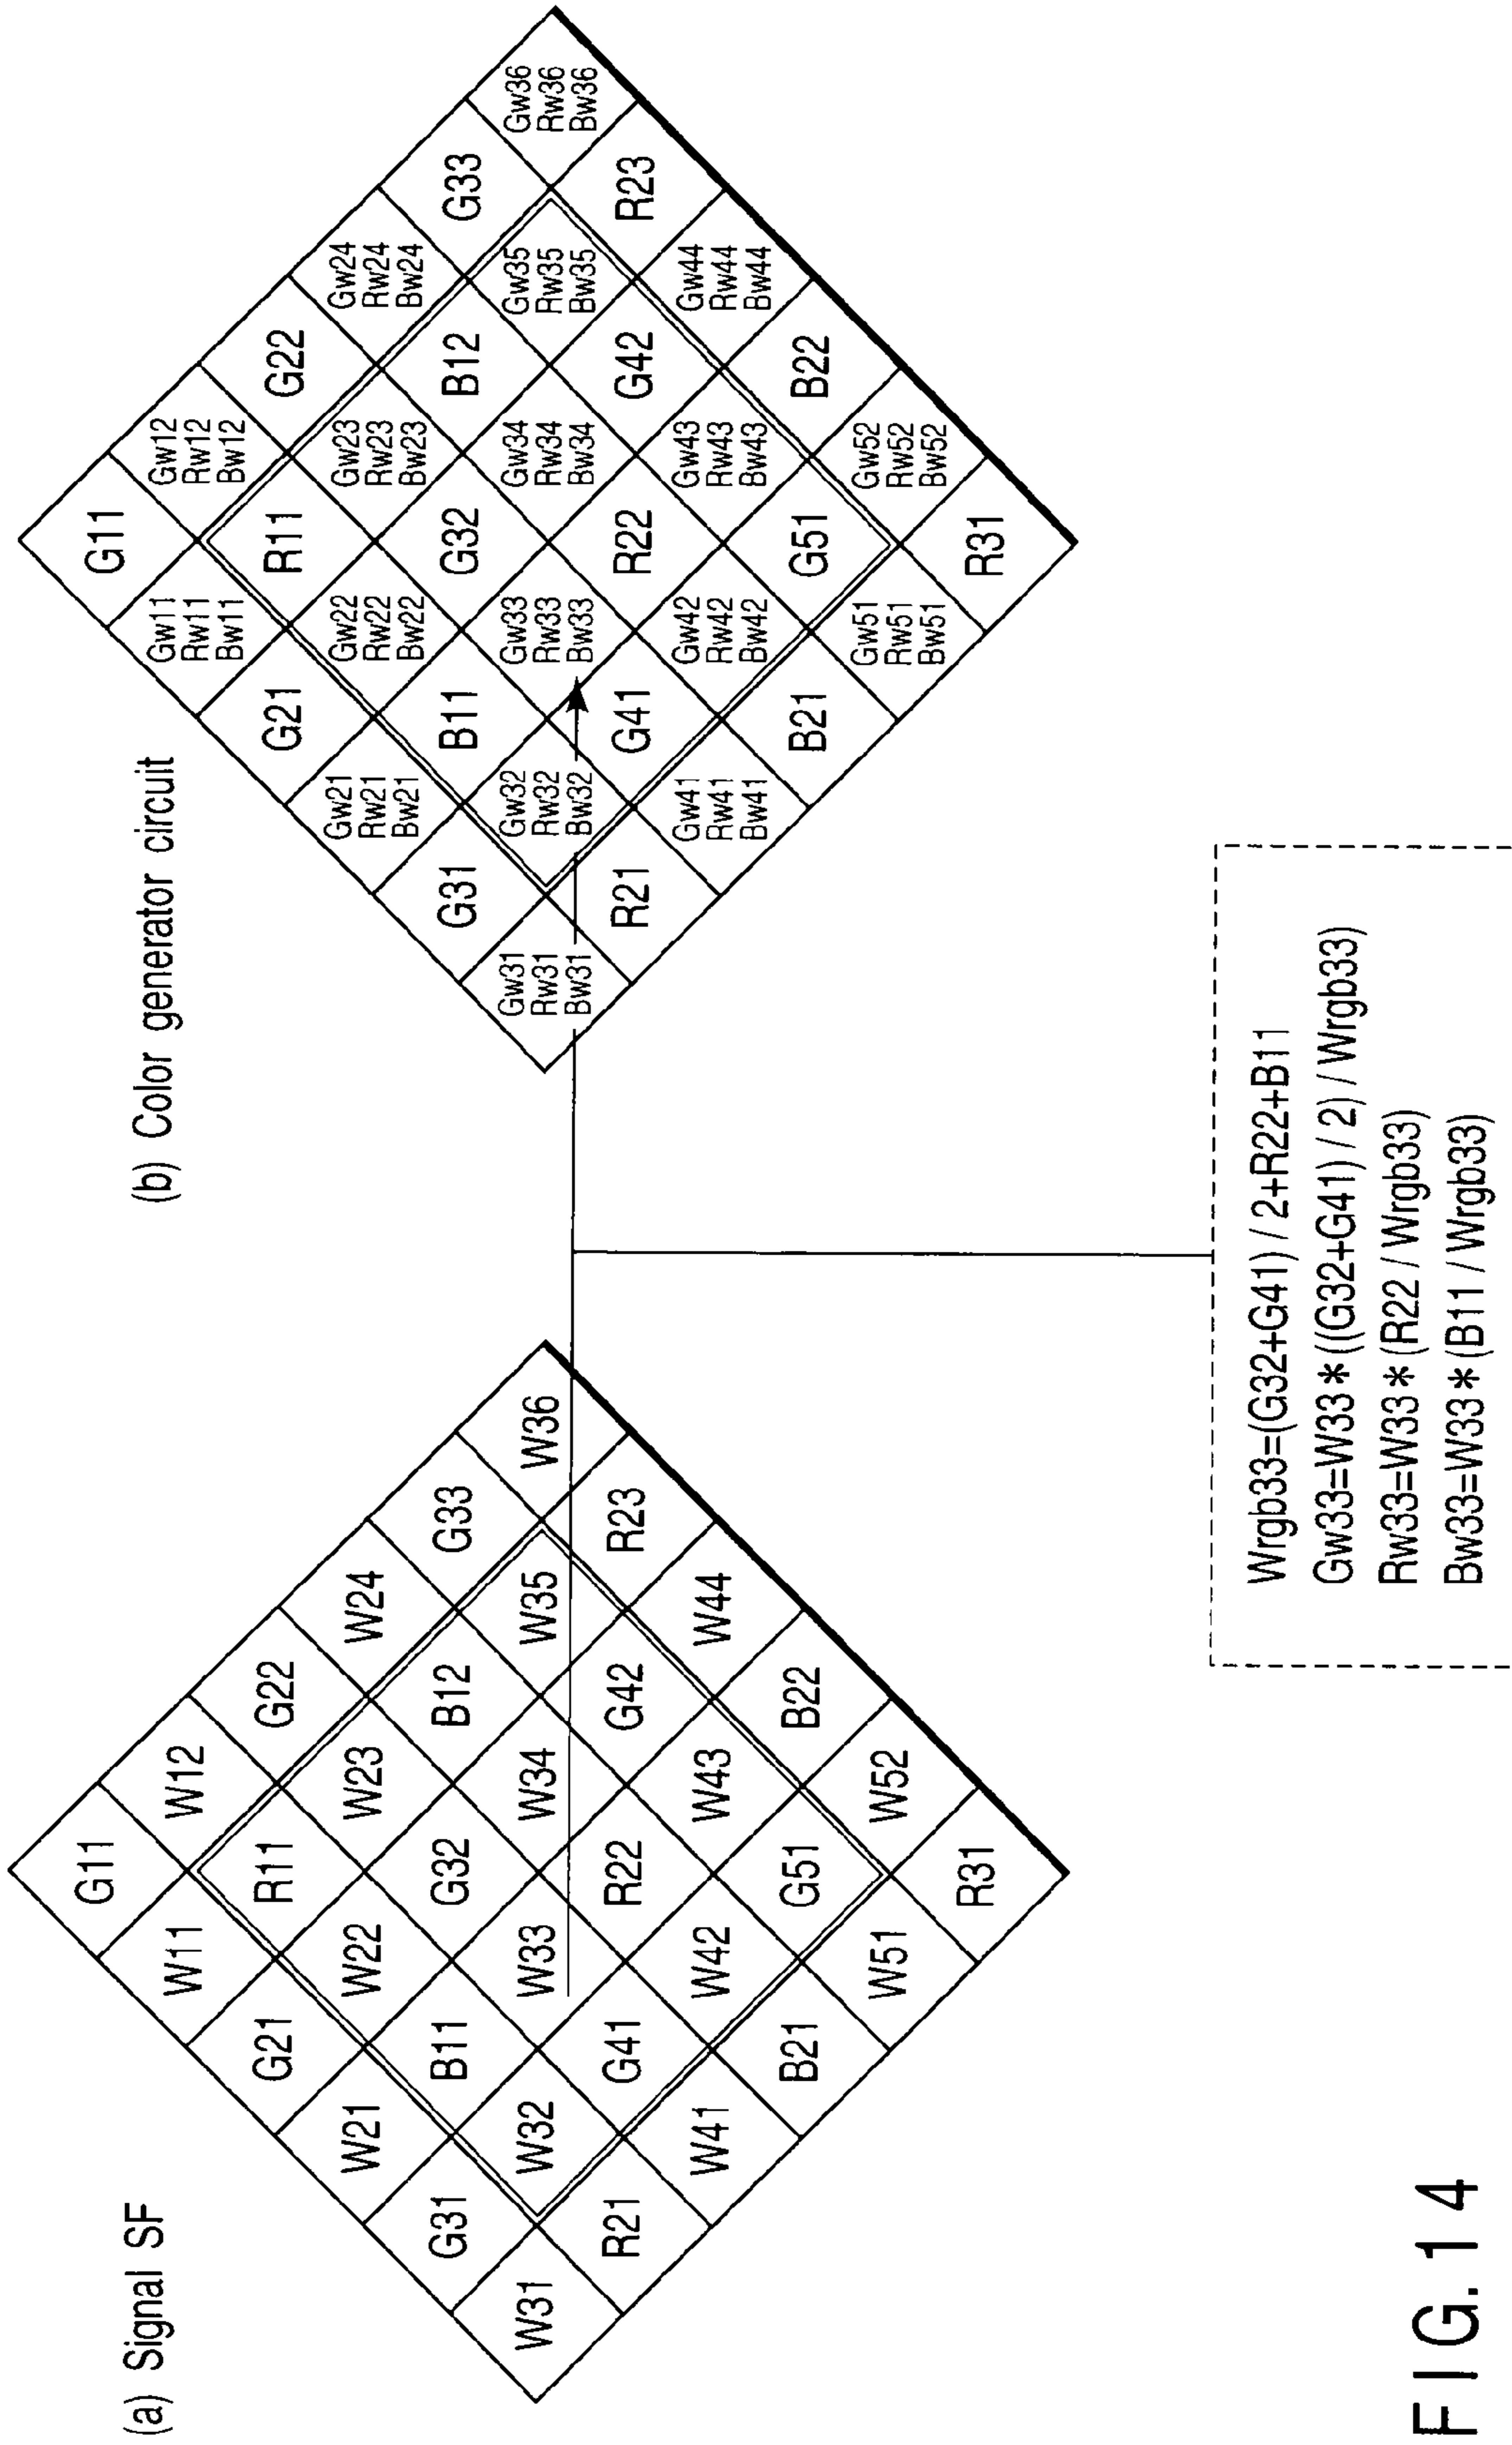 (a) Signal SF
G11
W11 W12
G21 R11 G22
W21 W22 W23 W24
G31 B11 G32 B12 G33
W31 W32 W33 W34 W35 W36
R21 G41 R22 G42 R23
W41 W42 W43 W44
B21 G51 B22
W51 W52
R31
(b) Color generator circuit
G11
Gw11 Gw12
Rw11 Rw12
Bw11 Bw12
G21 R11 G22
Gw21 Gw22 Gw23 Gw24
Rw21 Rw22 Rw23 Rw24
Bw21 Bw22 Bw23 Bw24
G31 B11 G32 B12 G33
Gw31 Gw32 Gw33 Gw34 Gw35 Gw36
Rw31 Rw32 Rw33 Rw34 Rw35 Rw36
Bw31 Bw32 Bw33 Bw34 Bw35 Bw36
R21 G41 R22 G42 R23
Gw41 Gw42 Gw43 Gw44
Rw41 Rw42 Rw43 Rw44
Bw41 Bw42 Bw43 Bw44
B21 G51 B22
Gw51 Gw52
Rw51 Rw52
Bw51 Bw52
R31
Wrgb33=(G32+G41) / 2+R22+B11
Gw33=W33*((G32+G41) / 2) / Wrgb33)
Rw33=W33*(R22 / Wrgb33)
Bw33=W33*(B11 / Wrgb33)
FIG. 14